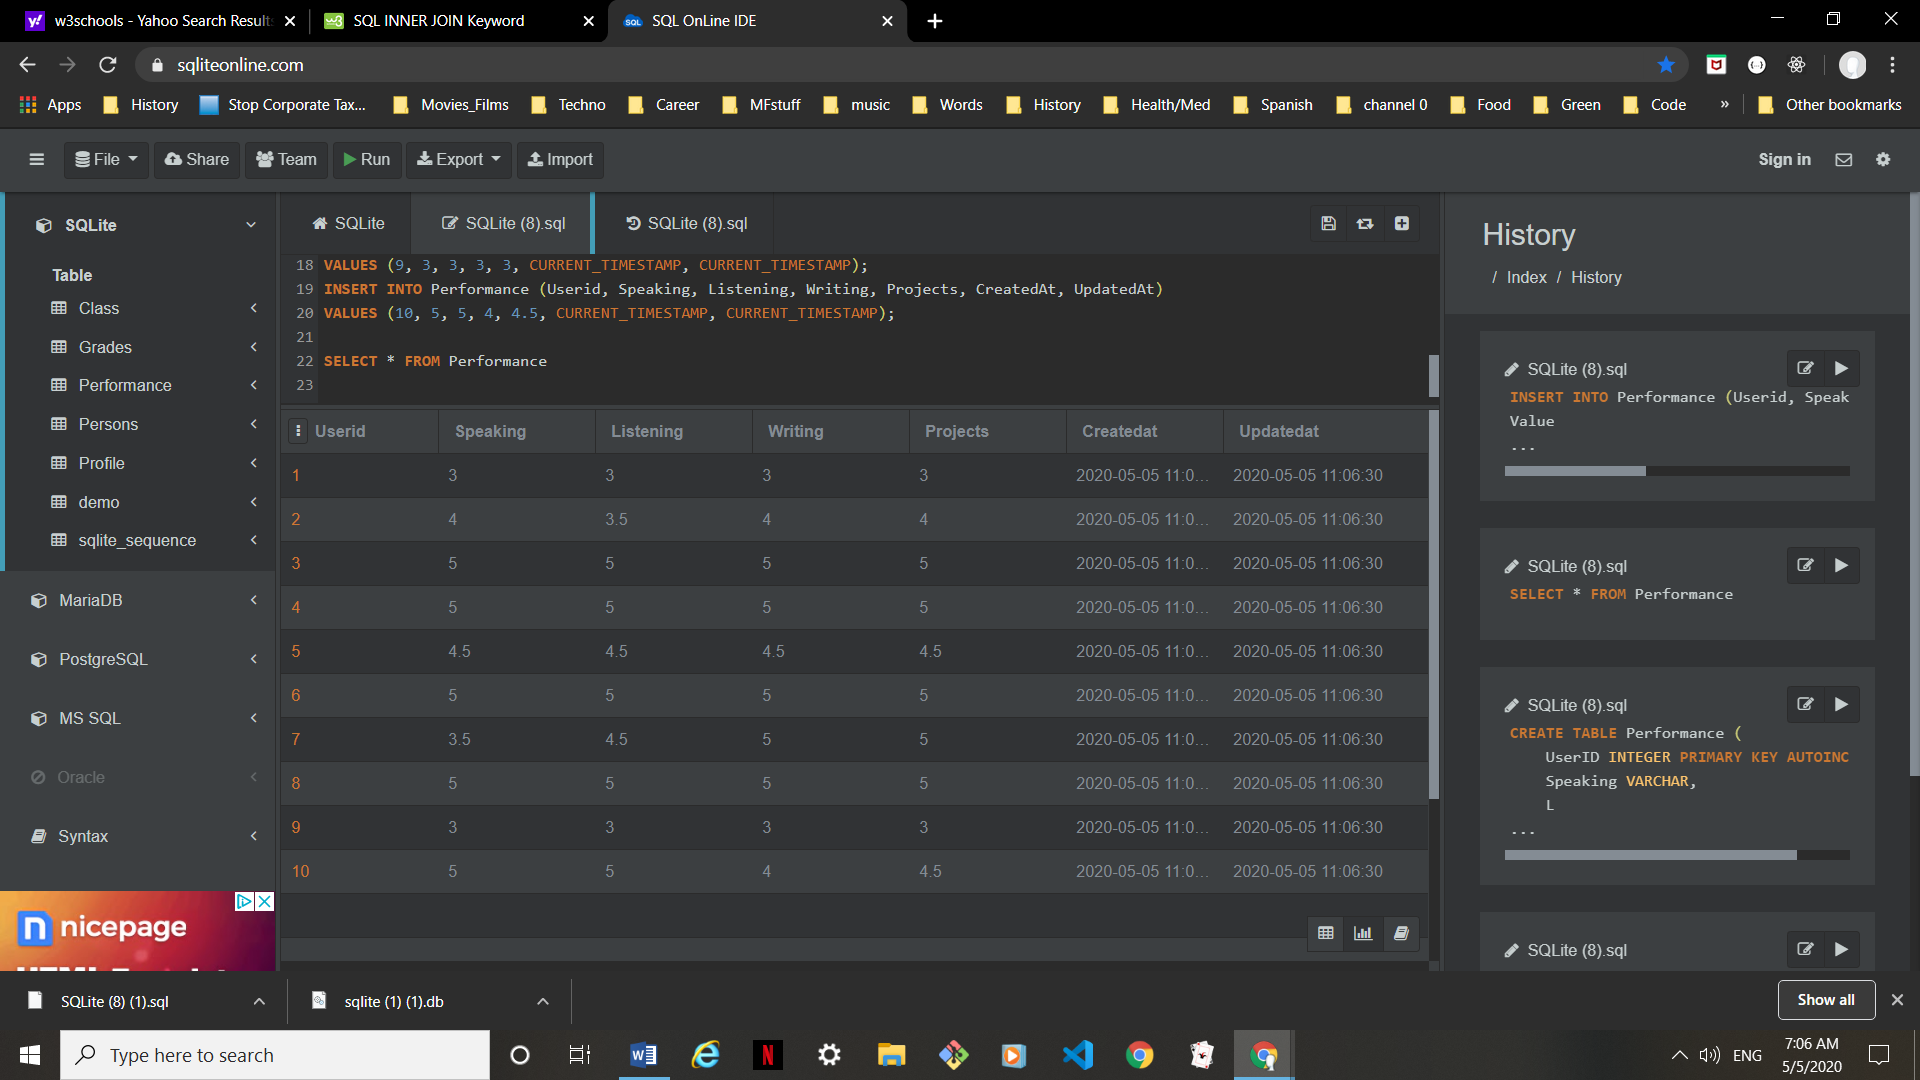 w3schools - Yahoo Search Results
SQL INNER JOIN Keyword
SQL OnLine IDE
sqliteonline.com
Apps
History
Stop Corporate Tax...
Movies_Films
Techno
Career
MFstuff
music
Words
History
Health/Med
Spanish
channel 0
Food
Green
Code
»
Other bookmarks
File
Share
Team
Run
Export
Import
Sign in
SQLite
Table
Class
Grades
Performance
Persons
Profile
demo
sqlite_sequence
MariaDB
PostgreSQL
MS SQL
Oracle
Syntax
nicepage
SQLite
SQLite (8).sql
SQLite (8).sql
18 VALUES (9, 3, 3, 3, 3, CURRENT_TIMESTAMP, CURRENT_TIMESTAMP);
19 INSERT INTO Performance (Userid, Speaking, Listening, Writing, Projects, CreatedAt, UpdatedAt)
20 VALUES (10, 5, 5, 4, 4.5, CURRENT_TIMESTAMP, CURRENT_TIMESTAMP);
21
22 SELECT * FROM Performance
23
Userid Speaking Listening Writing Projects Createdat Updatedat
1 3 3 3 3 2020-05-05 11:0... 2020-05-05 11:06:30
2 4 3.5 4 4 2020-05-05 11:0... 2020-05-05 11:06:30
3 5 5 5 5 2020-05-05 11:0... 2020-05-05 11:06:30
4 5 5 5 5 2020-05-05 11:0... 2020-05-05 11:06:30
5 4.5 4.5 4.5 4.5 2020-05-05 11:0... 2020-05-05 11:06:30
6 5 5 5 5 2020-05-05 11:0... 2020-05-05 11:06:30
7 3.5 4.5 5 5 2020-05-05 11:0... 2020-05-05 11:06:30
8 5 5 5 5 2020-05-05 11:0... 2020-05-05 11:06:30
9 3 3 3 3 2020-05-05 11:0... 2020-05-05 11:06:30
10 5 5 4 4.5 2020-05-05 11:0... 2020-05-05 11:06:30
History
/ Index / History
SQLite (8).sql
INSERT INTO Performance (Userid, Speak
Value
...
SQLite (8).sql
SELECT * FROM Performance
SQLite (8).sql
CREATE TABLE Performance (
UserID INTEGER PRIMARY KEY AUTOINC
Speaking VARCHAR,
L
...
SQLite (8).sql
SQLite (8) (1).sql
sqlite (1) (1).db
Show all
Type here to search
ENG
7:06 AM
5/5/2020